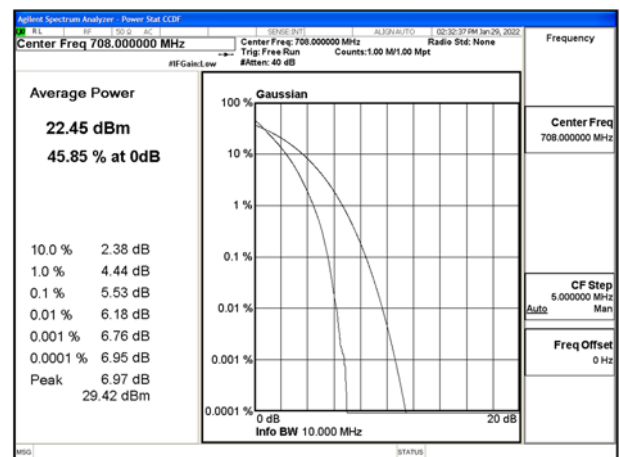 Agilent Spectrum Analyzer - Power Stat CCDF
RL RF 50 Ω AC SENSE:INT ALIGN AUTO 02:32:37 PM Jan 29, 2022
Center Freq 708.000000 MHz
Center Freq: 708.000000 MHz Radio Std: None
Trig: Free Run Counts:1.00 M/1.00 Mpt
#IFGain:Low #Atten: 40 dB
Frequency
Average Power
22.45 dBm
45.85 % at 0dB
10.0 % 2.38 dB
1.0 % 4.44 dB
0.1 % 5.53 dB
0.01 % 6.18 dB
0.001 % 6.76 dB
0.0001 % 6.95 dB
Peak 6.97 dB
29.42 dBm
Gaussian
100 %
10 %
1 %
0.1 %
0.01 %
0.001 %
0.0001 %
0 dB 20 dB
Info BW 10.000 MHz
Center Freq
708.000000 MHz
CF Step
5.000000 MHz
Auto Man
Freq Offset
0 Hz
MSG STATUS